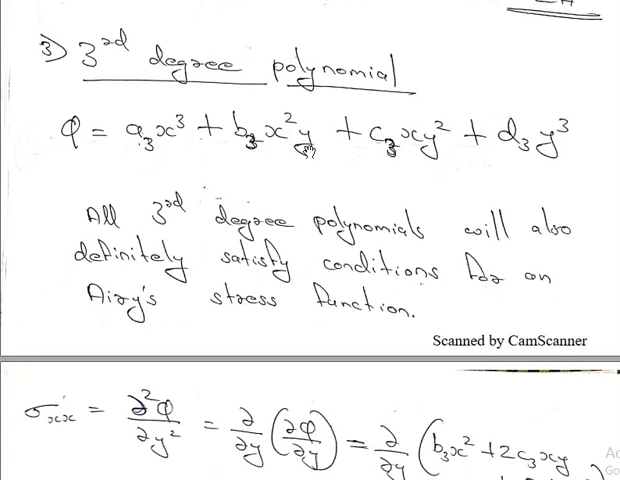 3) 3rd degree polynomial
φ = a₃x³ + b₃x²y + c₃xy² + d₃y³
All 3rd degree polynomials will also
definitely satisfy conditions for an
Airy's stress function.
Scanned by CamScanner
σxx = ∂²φ/∂y² = ∂/∂y (∂φ/∂y) = ∂/∂y (b₃x² + 2c₃xy